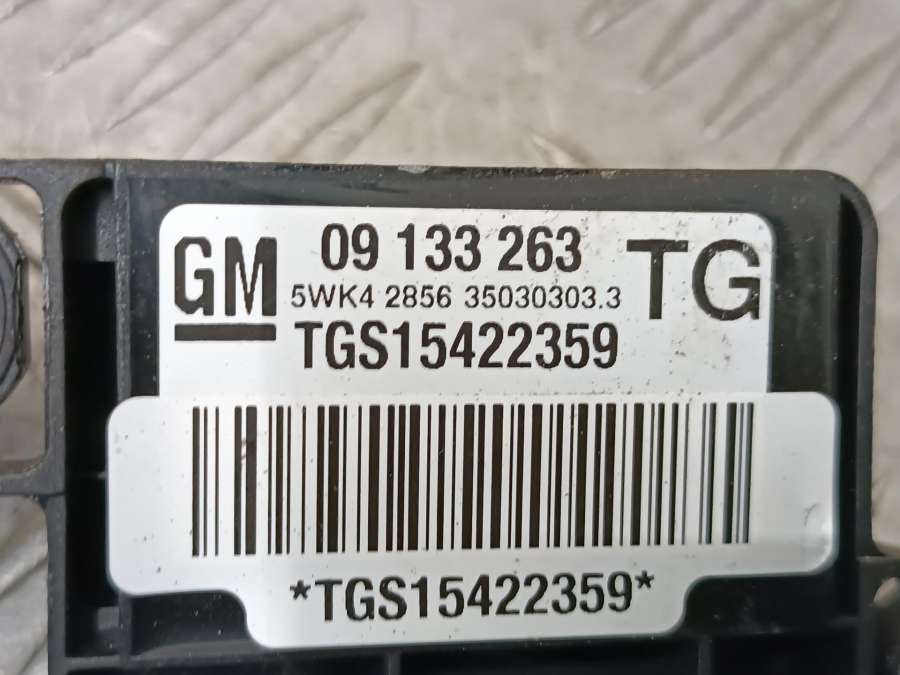 GM 09 133 263 TG
5WK4 2856 35030303.3
TGS15422359
*TGS15422359*